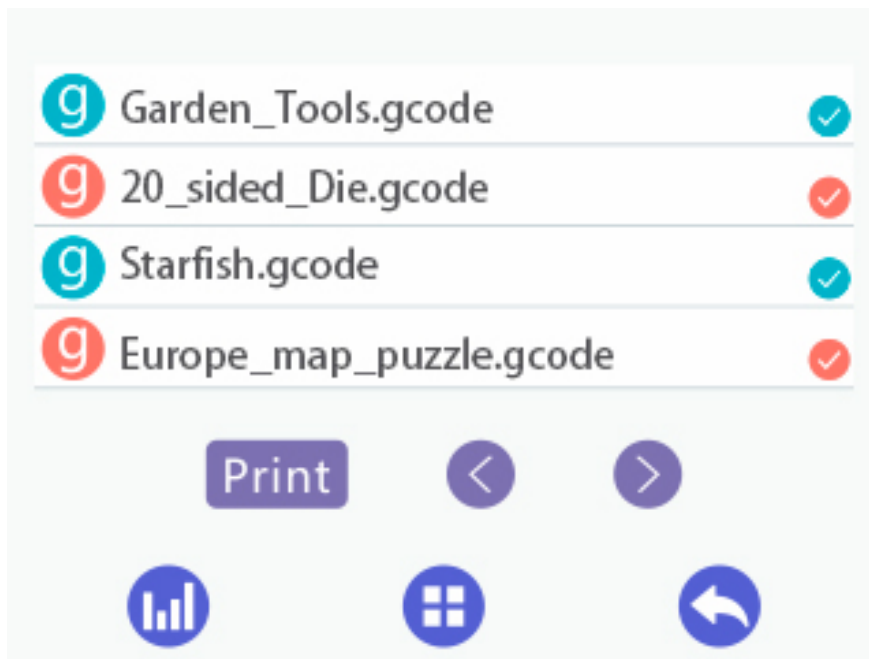 g Garden_Tools.gcode
g 20_sided_Die.gcode
g Starfish.gcode
g Europe_map_puzzle.gcode
Print